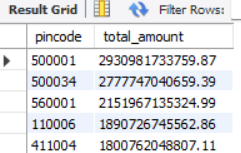 Result Grid Filter Rows:
pincode total_amount
500001 2930981733759.87
500034 2777747040659.39
560001 2151967135324.99
110006 1890726745562.86
411004 1800762048807.11